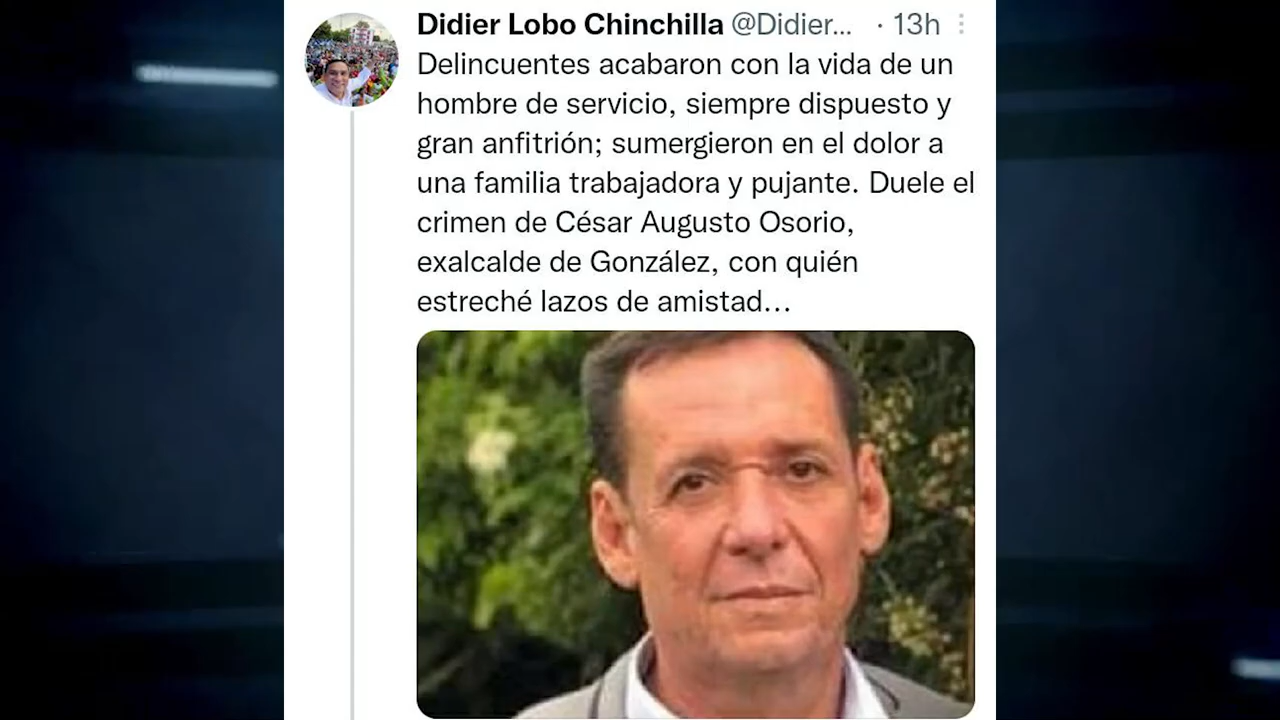 Didier Lobo Chinchilla @Didier... · 13h
Delincuentes acabaron con la vida de un
hombre de servicio, siempre dispuesto y
gran anfitrión; sumergieron en el dolor a
una familia trabajadora y pujante. Duele el
crimen de César Augusto Osorio,
exalcalde de González, con quién
estreché lazos de amistad...